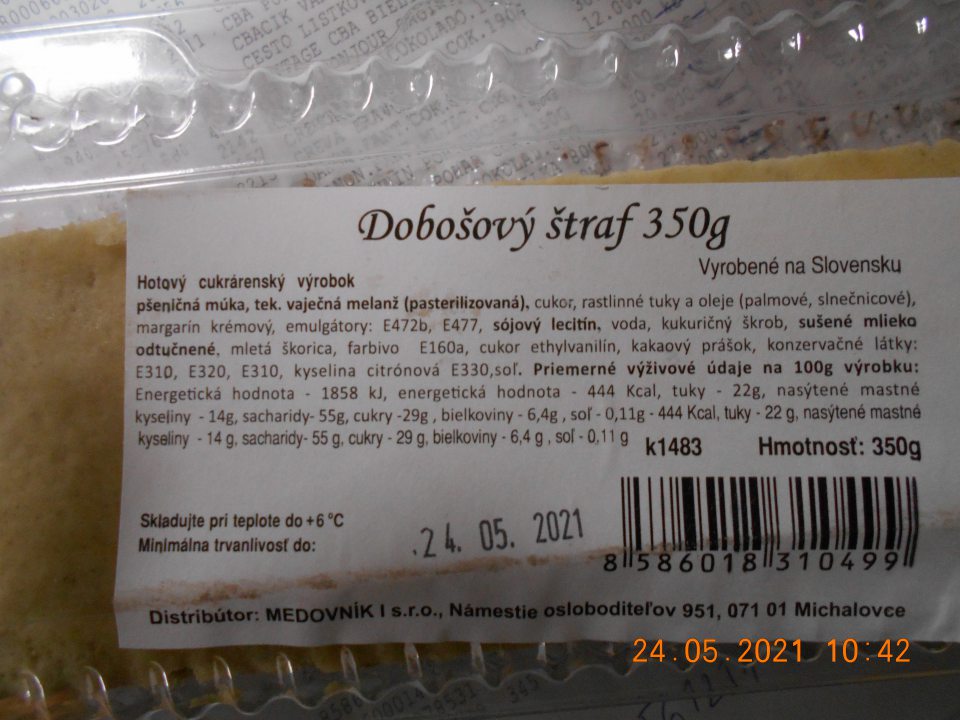 CBACIK
CESTO LISTKO
Dobošový štraf 350g
Vyrobené na Slovensku
Hotový cukrárenský výrobok
pšeničná múka, tek. vaječná melanž (pasterilizovaná), cukor, rastlinné tuky a oleje (palmové, slnečnicové),
margarín krémový, emulgátory: E472b, E477, sójový lecitín, voda, kukuričný škrob, sušené mlieko
odtučnené, mletá škorica, farbivo E160a, cukor ethylvanilín, kakaový prášok, konzervačné látky:
E310, E320, E310, kyselina citrónová E330,soľ. Priemerné výživové údaje na 100g výrobku:
Energetická hodnota - 1858 kJ, energetická hodnota - 444 Kcal, tuky - 22g, nasýtené mastné
kyseliny - 14g, sacharidy- 55g, cukry -29g , bielkoviny - 6,4g , soľ - 0,11g - 444 Kcal, tuky - 22 g, nasýtené mastné
kyseliny - 14 g, sacharidy- 55 g, cukry - 29 g, bielkoviny - 6,4 g , soľ - 0,11 g
k1483 Hmotnosť: 350g
Skladujte pri teplote do +6 °C
Minimálna trvanlivosť do: .24. 05. 2021
8 586018 310499
Distribútor: MEDOVNÍK I s.r.o., Námestie osloboditeľov 951, 071 01 Michalovce
24.05.2021 10:42